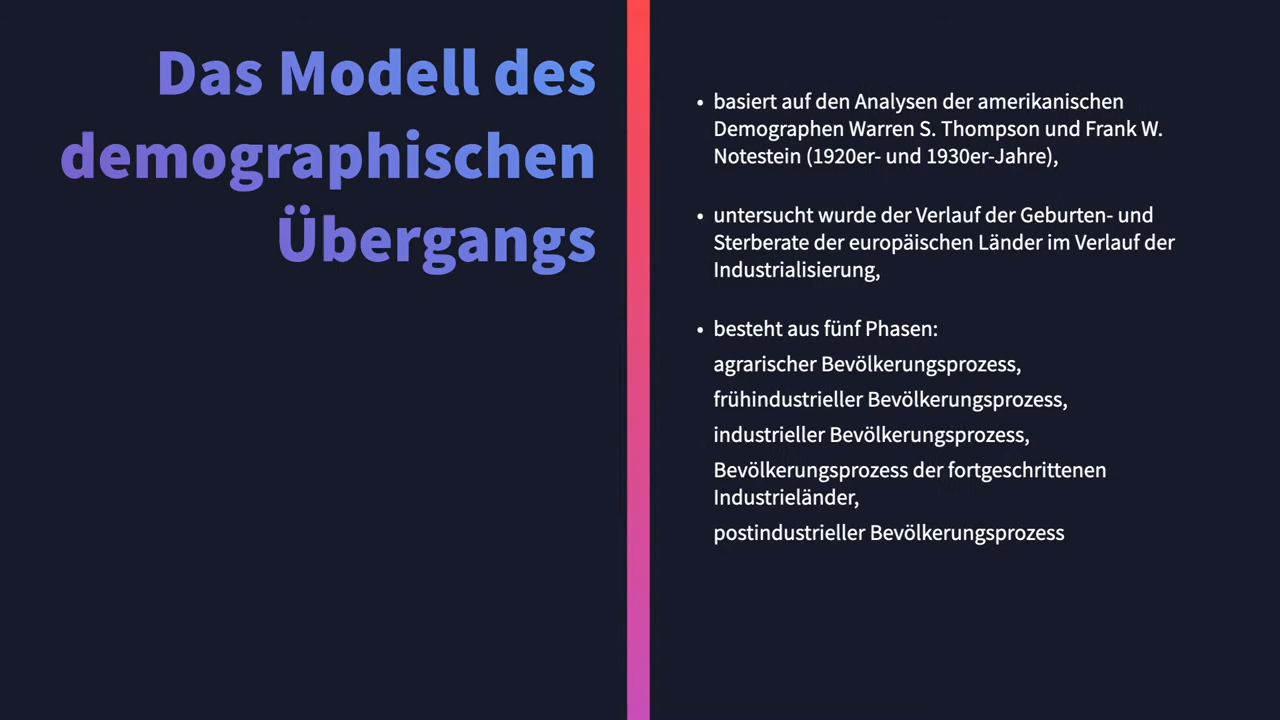 Das Modell des
demographischen
Übergangs
• basiert auf den Analysen der amerikanischen
Demographen Warren S. Thompson und Frank W.
Notestein (1920er- und 1930er-Jahre),
• untersucht wurde der Verlauf der Geburten- und
Sterberate der europäischen Länder im Verlauf der
Industrialisierung,
• besteht aus fünf Phasen:
agrarischer Bevölkerungsprozess,
frühindustrieller Bevölkerungsprozess,
industrieller Bevölkerungsprozess,
Bevölkerungsprozess der fortgeschrittenen
Industrieländer,
postindustrieller Bevölkerungsprozess